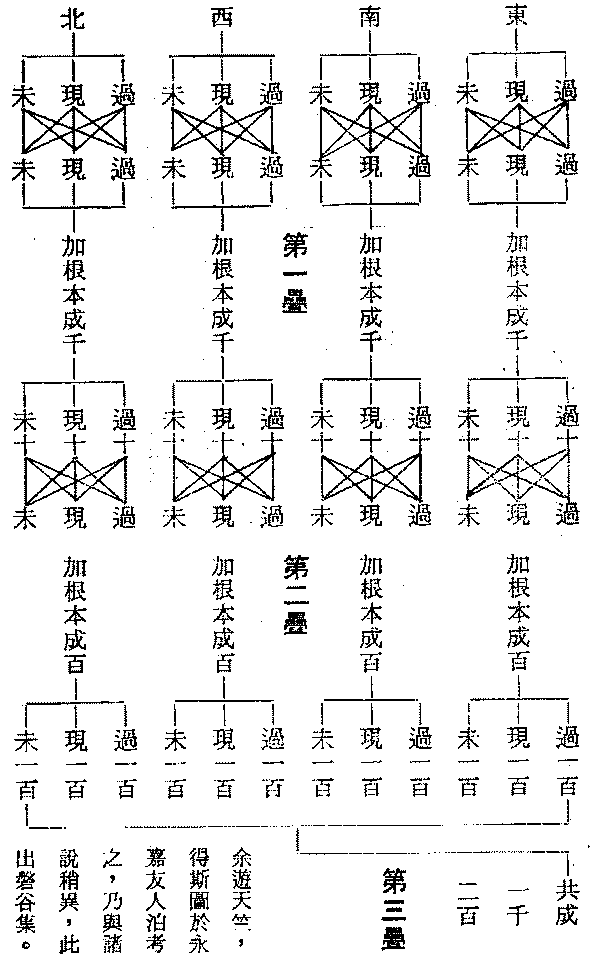 東 南 西 北
過 現 未 過 現 未 過 現 未 過 現 未
過 現 未 過 現 未 過 現 未 過 現 未
加根本成千
加根本成千
第一疊
加根本成千
加根本成千
過十 現十 未十 過十 現十 未十 過十 現十 未十 過十 現十 未十
過 現 未 過 現 未 過 現 未 過 現 未
加根本成百
加根本成百
第二疊
加根本成百
加根本成百
過一百
現一百
未一百
過一百
現一百
未一百
過一百
現一百
未一百
過一百
現一百
未一百
共成
一千
二百
第三疊
余遊天竺，
得斯圖於永
嘉友人泊考
之，乃與諸
說稍異，此
出磐谷集。